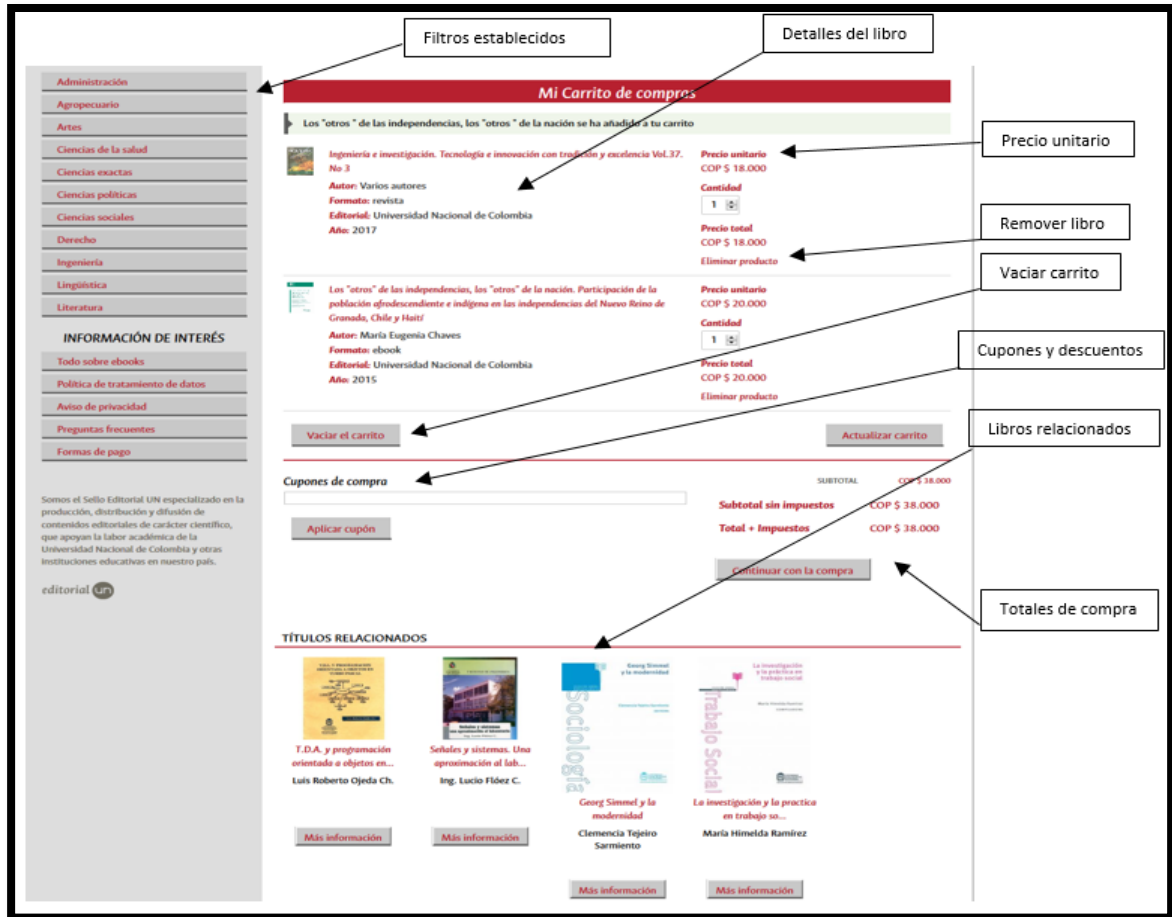 Filtros establecidos
Detalles del libro
Precio unitario
Remover libro
Vaciar carrito
Cupones y descuentos
Libros relacionados
Totales de compra
Administración
Agropecuario
Artes
Ciencias de la salud
Ciencias exactas
Ciencias políticas
Ciencias sociales
Derecho
Ingeniería
Lingüística
Literatura
INFORMACIÓN DE INTERÉS
Todo sobre ebooks
Política de tratamiento de datos
Aviso de privacidad
Preguntas frecuentes
Formas de pago
Somos el Sello Editorial UN especializado en la
producción, distribución y difusión de
contenidos editoriales de carácter científico,
que apoyan la labor académica de la
Universidad Nacional de Colombia y otras
instituciones educativas en nuestro país.
editorial un
Mi Carrito de compras
Los "otros " de las independencias, los "otros " de la nación se ha añadido a tu carrito
Ingeniería e investigación. Tecnología e innovación con tradición y excelencia Vol.37.
No 3
Autor: Varios autores
Formato: revista
Editorial: Universidad Nacional de Colombia
Año: 2017
Precio unitario
COP $ 18.000
Cantidad
1
Precio total
COP $ 18.000
Eliminar producto
Los "otros" de las independencias, los "otros" de la nación. Participación de la
población afrodescendiente e indígena en las independencias del Nuevo Reino de
Granada, Chile y Haití
Autor: María Eugenia Chaves
Formato: ebook
Editorial: Universidad Nacional de Colombia
Año: 2015
Precio unitario
COP $ 20.000
Cantidad
1
Precio total
COP $ 20.000
Eliminar producto
Vaciar el carrito
Actualizar carrito
Cupones de compra
Aplicar cupón
SUBTOTAL COP $ 38.000
Subtotal sin impuestos COP $ 38.000
Total + Impuestos COP $ 38.000
Continuar con la compra
TÍTULOS RELACIONADOS
T.D.A. y programación
orientada a objetos en...
Luis Roberto Ojeda Ch.
Más información
Señales y sistemas. Una
aproximación al lab...
Ing. Lucio Flóez C.
Más información
Georg Simmel
y la modernidad
Sociología
Georg Simmel y la
modernidad
Clemencia Tejeiro
Sarmiento
Más información
La investigación
y la práctica en
trabajo social
Trabajo Social
La investigación y la practica
en trabajo so...
María Himelda Ramírez
Más información